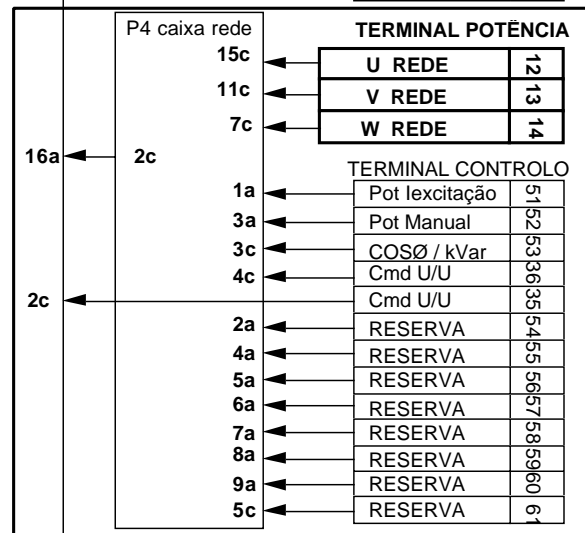 P4 caixa rede TERMINAL POTÊNCIA
15c U REDE 12
11c V REDE 13
7c W REDE 14
16a 2c
TERMINAL CONTROLO
1a Pot Iexcitação 51
3a Pot Manual 52
3c COSØ / kVar 53
4c Cmd U/U 36
2c Cmd U/U 35
2a RESERVA 54
4a RESERVA 55
5a RESERVA 56
6a RESERVA 57
7a RESERVA 58
8a RESERVA 59
9a RESERVA 60
5c RESERVA 61